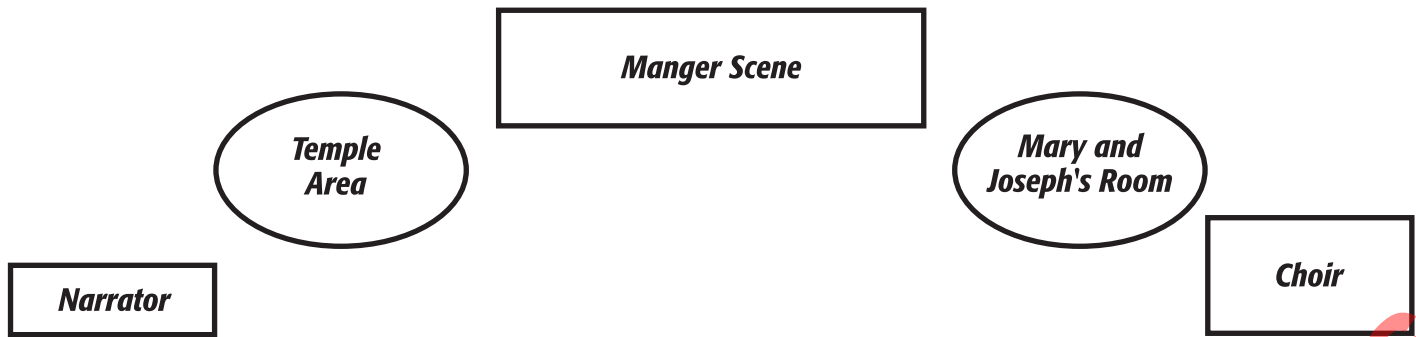 Manger Scene
Temple
Area
Mary and
Joseph's Room
Narrator
Choir